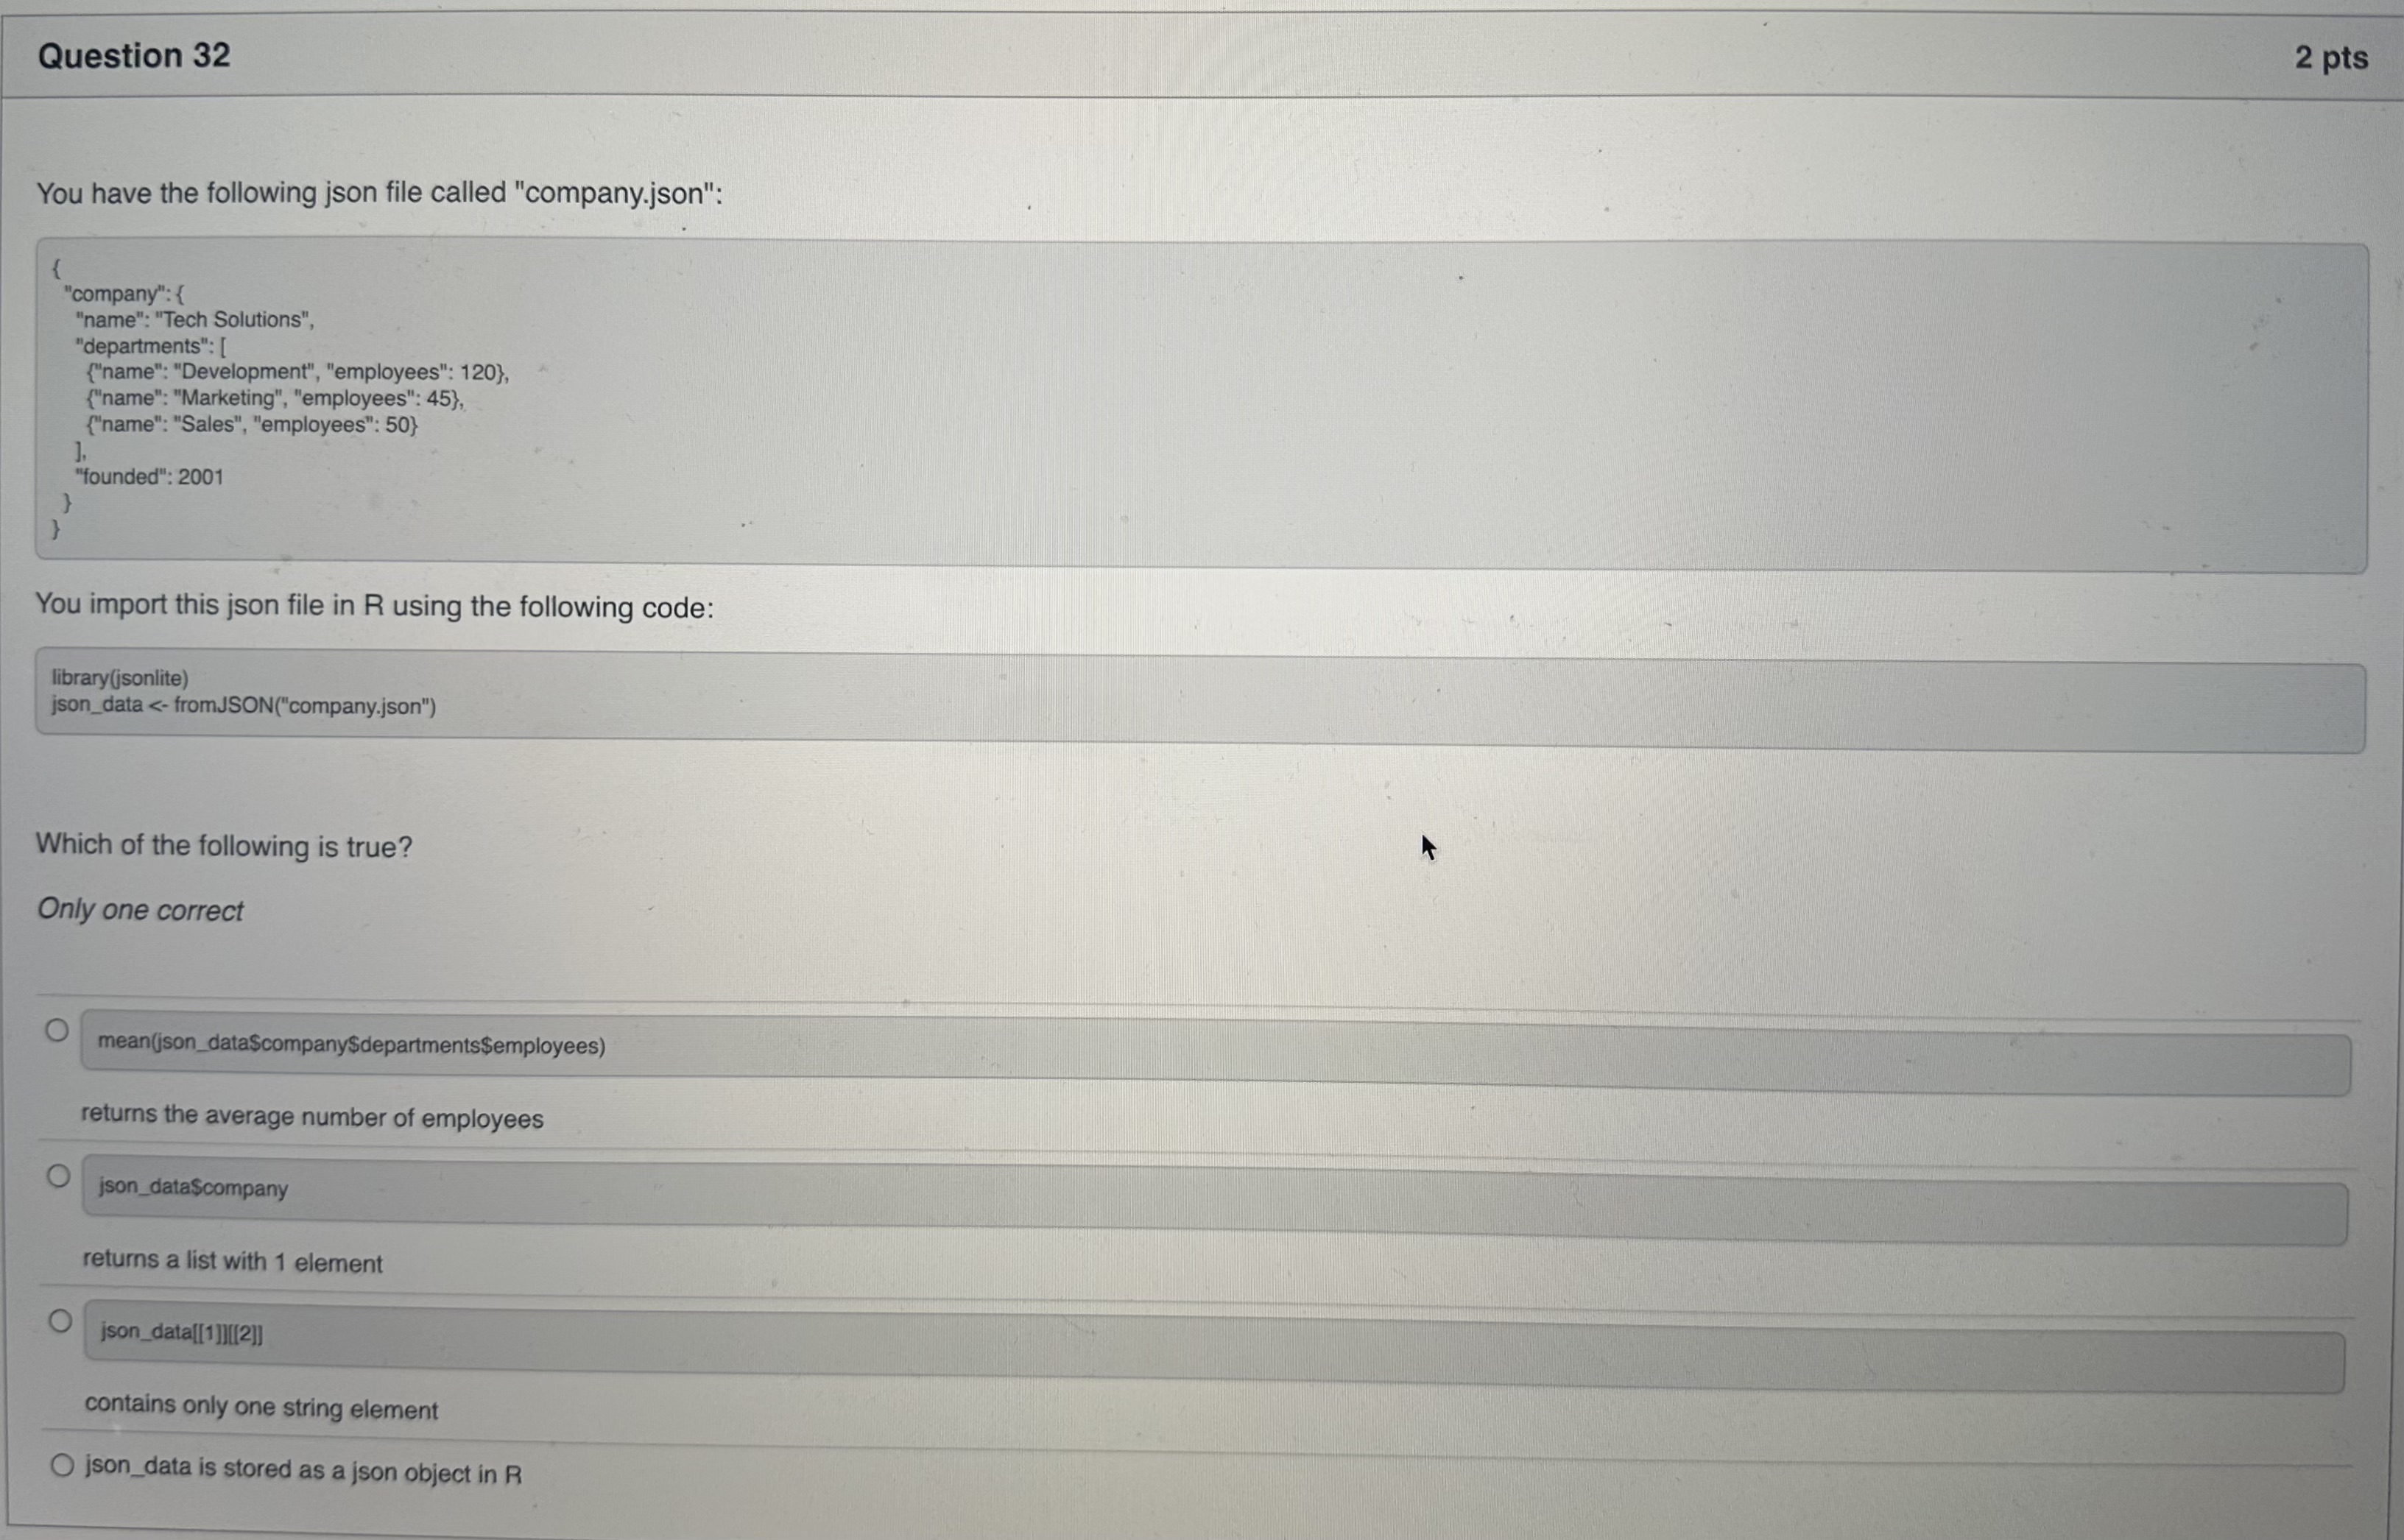 Question 32
2 pts
You have the following json file called "company.json":
{
"company": {
"name": "Tech Solutions",
"departments": [
{"name": "Development", "employees": 120},
{"name": "Marketing", "employees": 45},
{"name": "Sales", "employees": 50}
],
"founded": 2001
}
}
You import this json file in R using the following code:
library(jsonlite)
json_data <- fromJSON("company.json")
Which of the following is true?
Only one correct
mean(json_data$company$departments$employees)
returns the average number of employees
json_data$company
returns a list with 1 element
json_data[[1]][[2]]
contains only one string element
json_data is stored as a json object in R